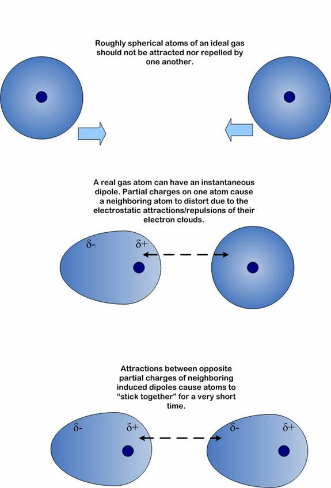 Roughly spherical atoms of an ideal gas
should not be attracted nor repelled by
one another.
A real gas atom can have an instantaneous
dipole. Partial charges on one atom cause
a neighboring atom to distort due to the
electrostatic attractions/repulsions of their
electron clouds.
δ- δ+
Attractions between opposite
partial charges of neighboring
induced dipoles cause atoms to
"stick together" for a very short
time.
δ- δ+ δ- δ+